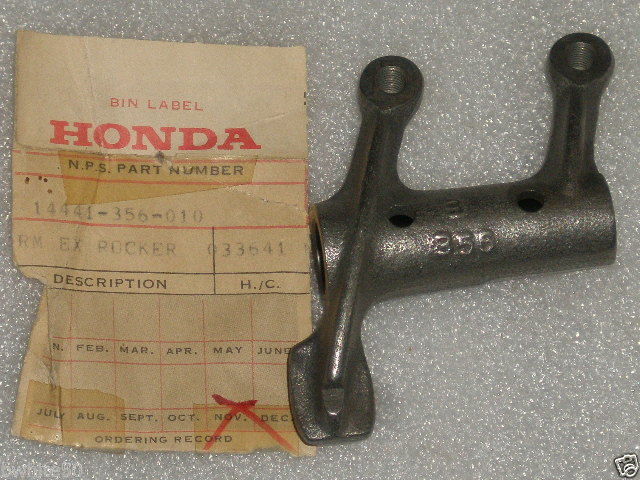 BIN LABEL
HONDA
N.P.S. PART NUMBER
14441-356-010
RM EX ROCKER 033641
DESCRIPTION H./C.
N. FEB. MAR. APR. MAY JUNE
JULY AUG. SEPT. OCT. NOV. DEC.
ORDERING RECORD
B
356